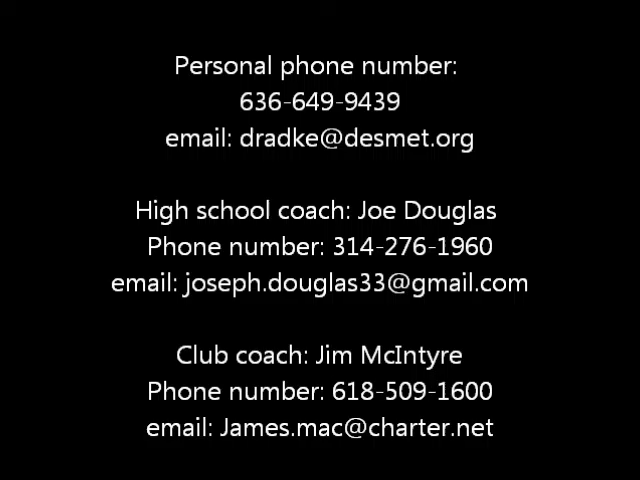 Personal phone number:
636-649-9439
email: dradke@desmet.org
High school coach: Joe Douglas
Phone number: 314-276-1960
email: joseph.douglas33@gmail.com
Club coach: Jim McIntyre
Phone number: 618-509-1600
email: James.mac@charter.net